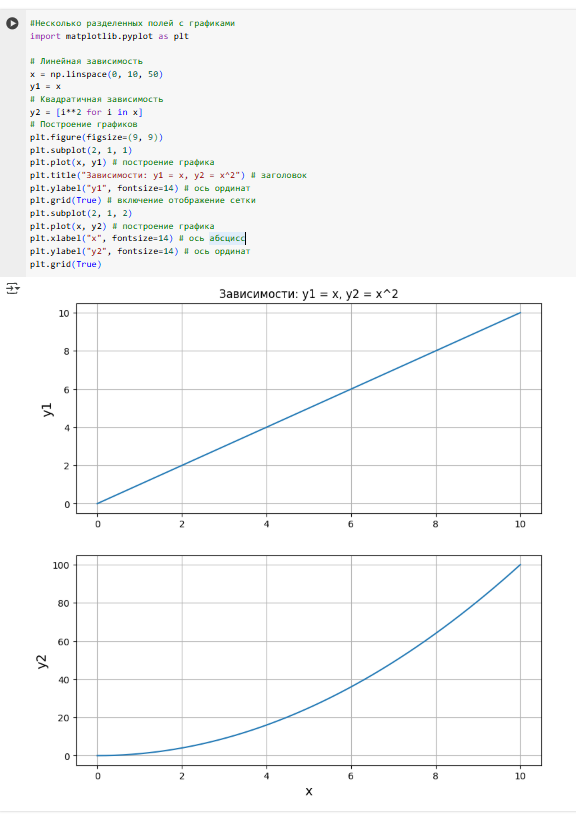 #Несколько разделенных полей с графиками
import matplotlib.pyplot as plt
# Линейная зависимость
x = np.linspace(0, 10, 50)
y1 = x
# Квадратичная зависимость
y2 = [i**2 for i in x]
# Построение графиков
plt.figure(figsize=(9, 9))
plt.subplot(2, 1, 1)
plt.plot(x, y1) # построение графика
plt.title("Зависимости: y1 = x, y2 = x^2") # заголовок
plt.ylabel("y1", fontsize=14) # ось ординат
plt.grid(True) # включение отображение сетки
plt.subplot(2, 1, 2)
plt.plot(x, y2) # построение графика
plt.xlabel("x", fontsize=14) # ось абсцисс
plt.ylabel("y2", fontsize=14) # ось ординат
plt.grid(True)
Зависимости: y1 = x, y2 = x^2
10
8
6
4
2
0
y1
0 2 4 6 8 10
100
80
60
40
20
0
y2
0 2 4 6 8 10
x